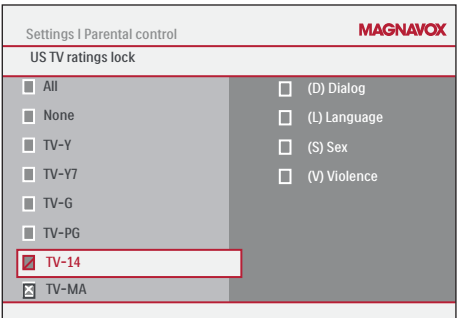 Settings I Parental control
MAGNAVOX
US TV ratings lock
All
None
TV-Y
TV-Y7
TV-G
TV-PG
TV-14
TV-MA
(D) Dialog
(L) Language
(S) Sex
(V) Violence